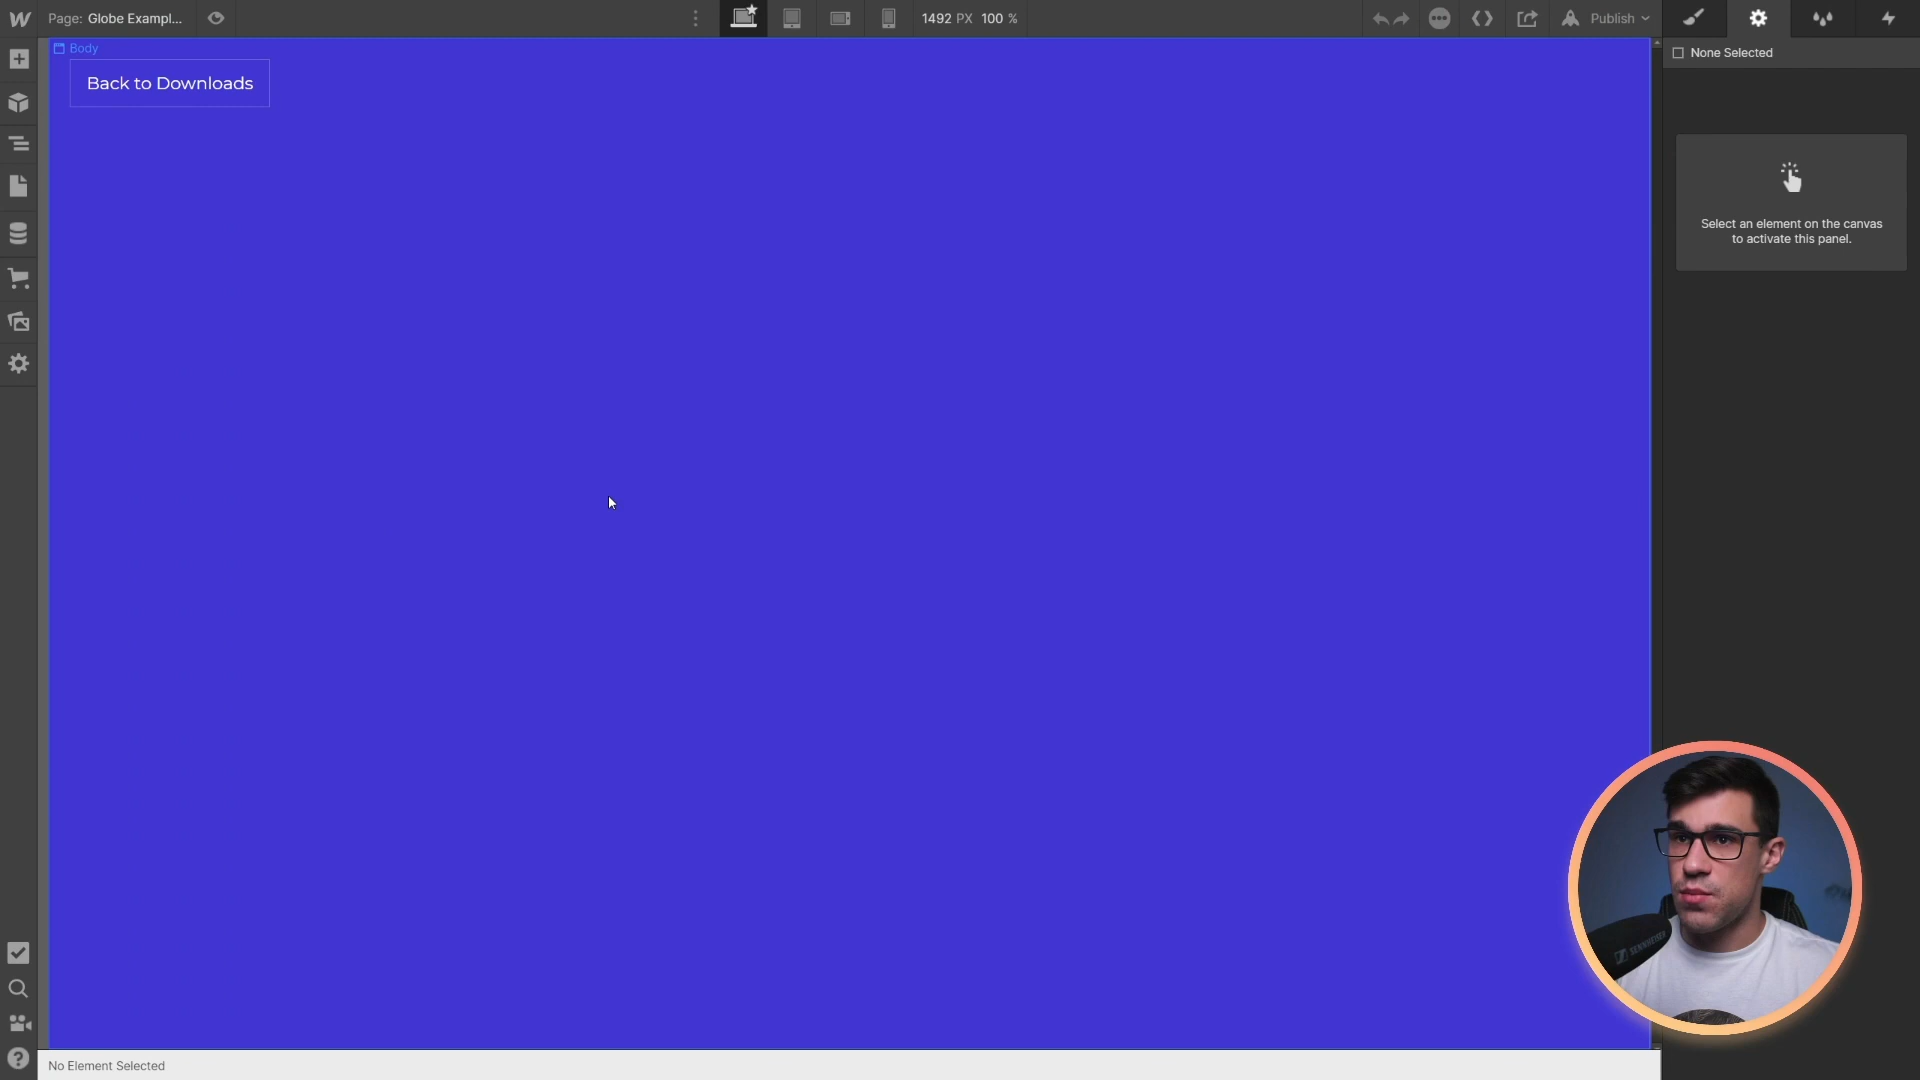 Page: Globe Exampl...
1492 PX 100 %
Publish
Body
None Selected
Back to Downloads
Select an element on the canvas
to activate this panel.
SENNHEISER
No Element Selected